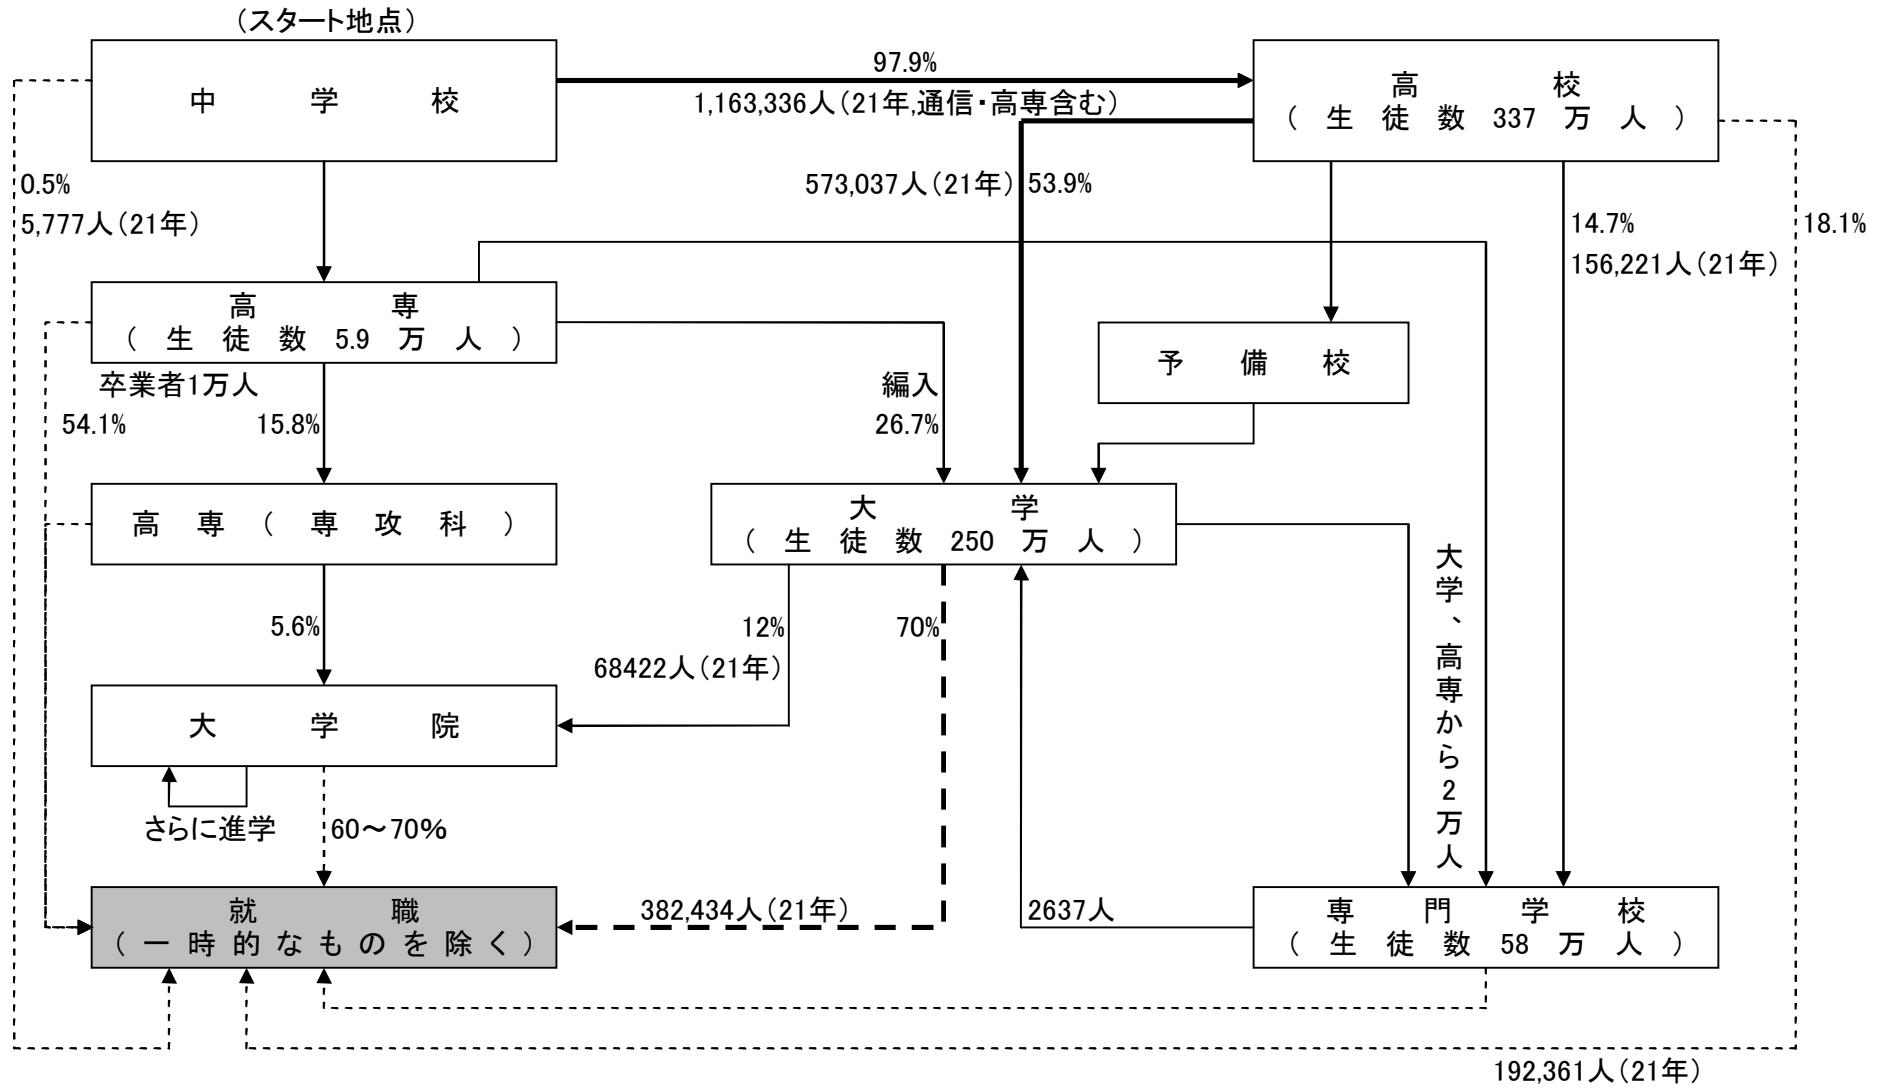 (スタート地点)
中学校
97.9%
1,163,336人(21年,通信・高専含む)
高校
(生徒数337万人)
0.5%
5,777人(21年)
573,037人(21年)
53.9%
14.7%
156,221人(21年)
18.1%
高専
(生徒数5.9万人)
卒業者1万人
54.1%
15.8%
編入
26.7%
予備校
高専(専攻科)
大学
(生徒数250万人)
大学、高専から2万人
5.6%
12%
68422人(21年)
70%
大学院
さらに進学
60～70%
就職
(一時的なものを除く)
382,434人(21年)
2637人
専門学校
(生徒数58万人)
192,361人(21年)